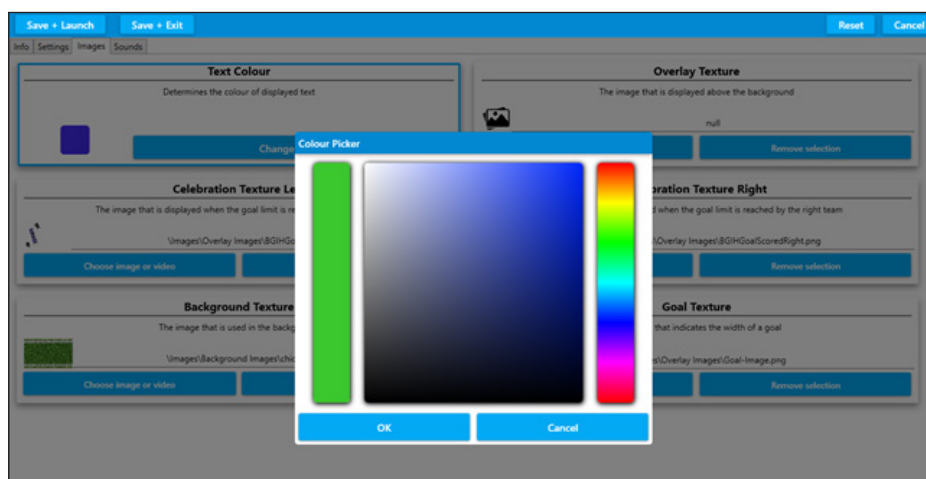 Save + Launch
Save + Exit
Reset
Cancel
Info
Settings
Images
Sounds
Text Colour
Determines the colour of displayed text
Change
Overlay Texture
The image that is displayed above the background
null
Remove selection
Colour Picker
OK
Cancel
Celebration Texture Le
The image that is displayed when the goal limit is re
\Images\Overlay Images\BGIHGo
Choose image or video
bration Texture Right
d when the goal limit is reached by the right team
\Overlay Images\BGIHGoalScoredRight.png
Remove selection
Background Texture
The image that is used in the backg
\Images\Background Images\chic
Choose image or video
Goal Texture
that indicates the width of a goal
\Overlay Images\Goal-Image.png
Remove selection